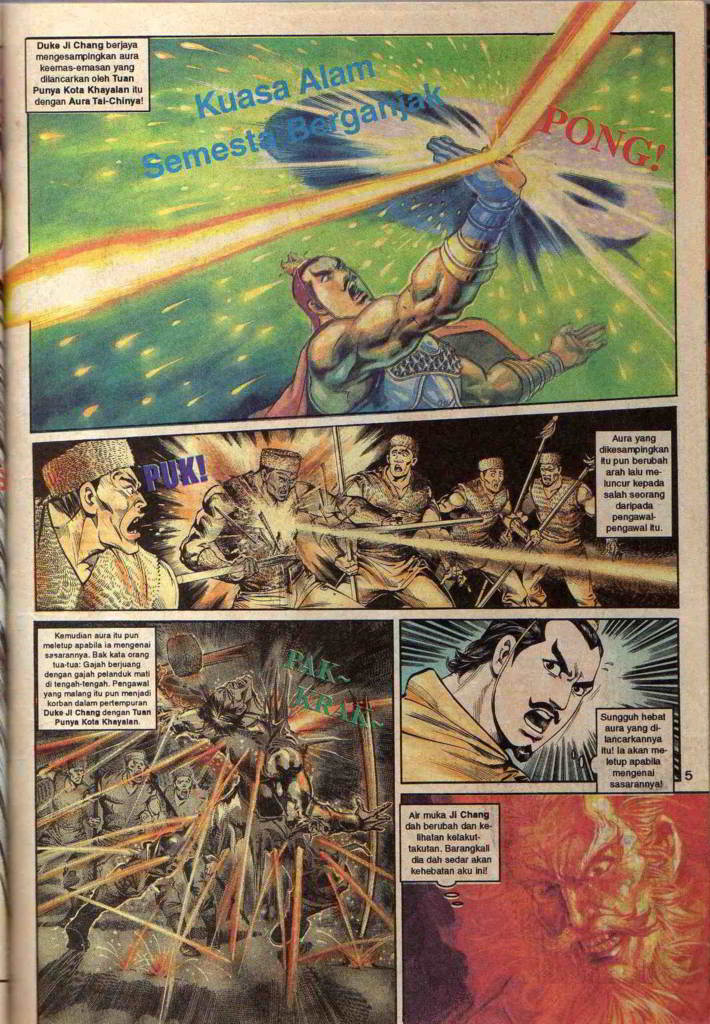 Duke Ji Chang berjaya
mengesampingkan aura
keemas-emasan yang
dilancarkan oleh Tuan
Punya Kota Khayalan itu
dengan Aura Tai-Chinya!
Kuasa Alam
Semesta Berganjak
PONG!
PUK!
Aura yang
dikesampingkan
itu pun berubah
arah lalu me-
luncur kepada
salah seorang
daripada
pengawal-
pengawal itu.
Kemudian aura itu pun
meletup apabila ia mengenai
sasarannya. Bak kata orang
tua-tua: Gajah berjuang
dengan gajah pelanduk mati
di tengah-tengah. Pengawal
yang malang itu pun menjadi
korban dalam pertempuran
Duke Ji Chang dengan Tuan
Punya Kota Khayalan.
PAK~
KRAK~
Sungguh hebat
aura yang di-
lancarkannya
itu! Ia akan me-
letup apabila
mengenai
sasarannya!
5
Air muka Ji Chang
dah berubah dan ke-
lihatan kelakut-
takutan. Barangkali
dia dah sedar akan
kehebatan aku ini!